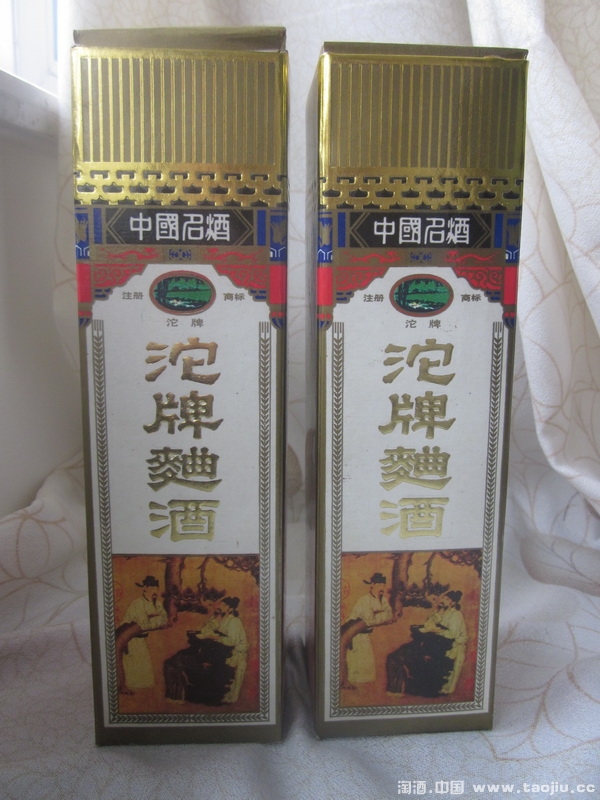 中國名酒
注册 商标
沱牌
沱
牌
麯
酒
中國名酒
注册 商标
沱牌
沱
牌
麯
酒
淘酒.中国 www.taojiu.cc